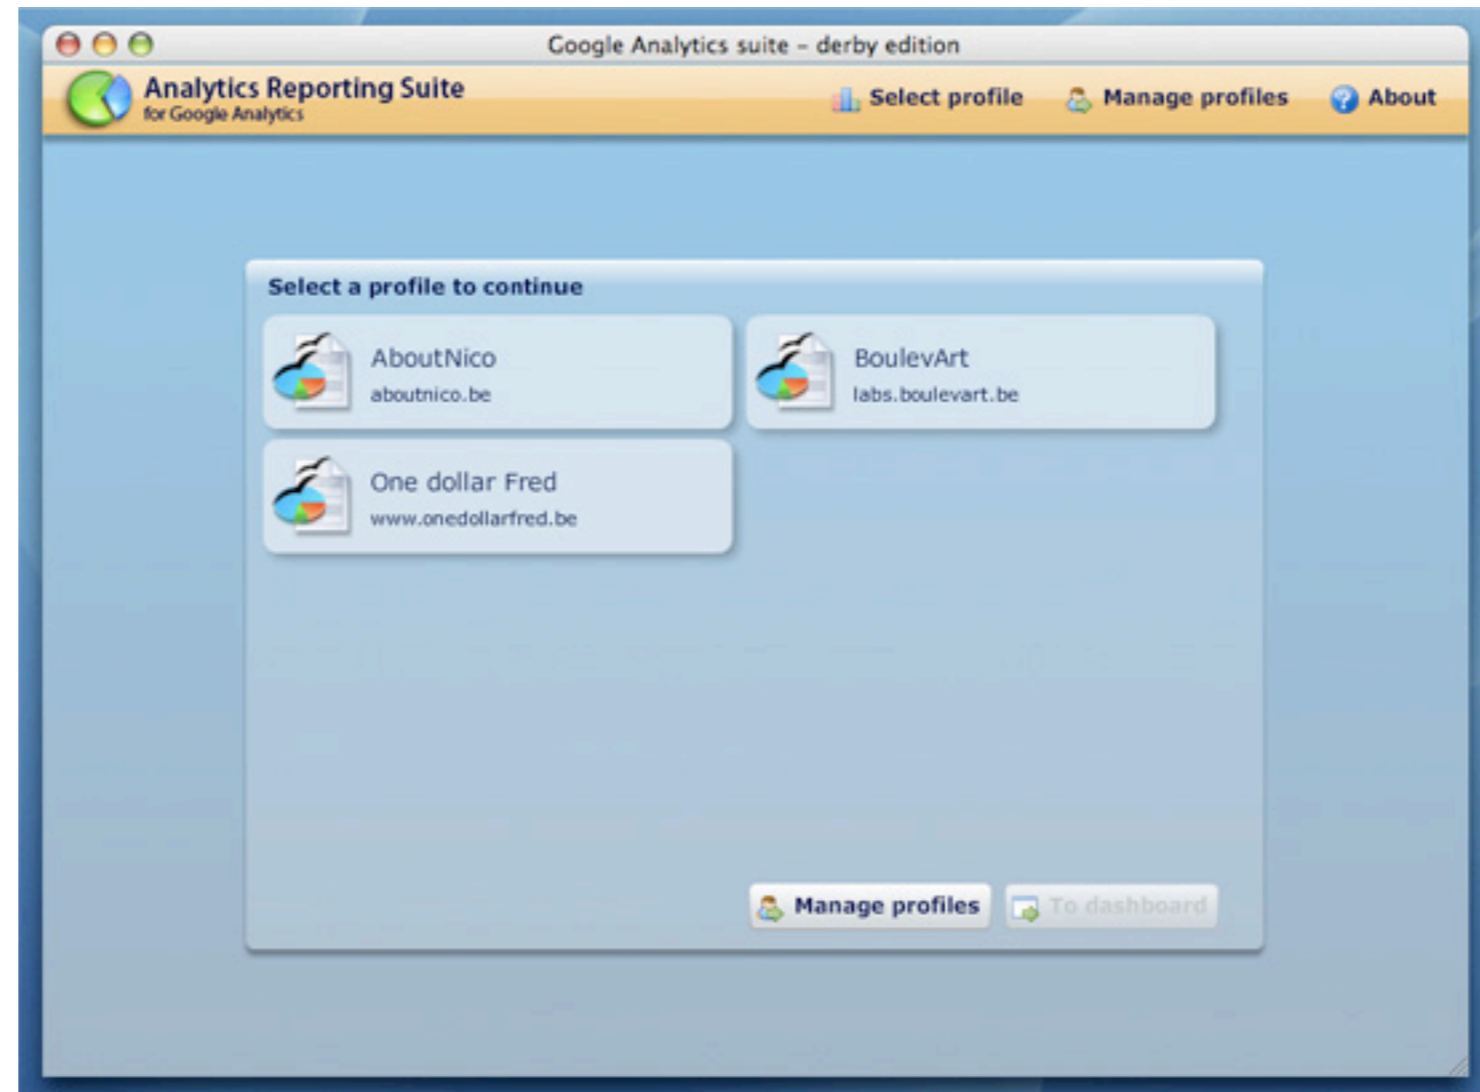 Google Analytics suite – derby edition
Analytics Reporting Suite
for Google Analytics
Select profile
Manage profiles
About
Select a profile to continue
AboutNico
aboutnico.be
BoulevArt
labs.boulevart.be
One dollar Fred
www.onedollarfred.be
Manage profiles
To dashboard